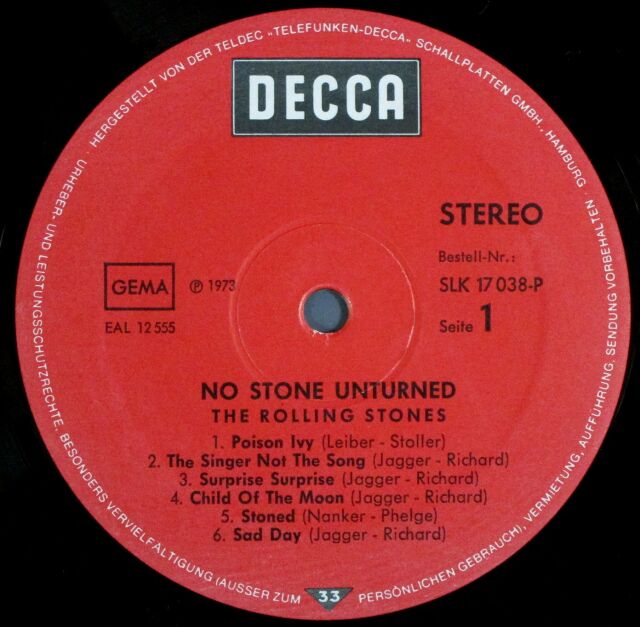 URHEBER- UND LEISTUNGSSCHUTZRECHTE, BESONDERS VERVIELFÄLTIGUNG (AUSSER ZUM PERSÖNLICHEN GEBRAUCH), VERMIETUNG, AUFFÜHRUNG, SENDUNG VORBEHALTEN · HERGESTELLT VON DER TELDEC „TELEFUNKEN-DECCA“ SCHALLPLATTEN GMBH., HAMBURG
DECCA
STEREO
Bestell-Nr.:
GEMA ℗ 1973 SLK 17 038-P
EAL 12 555 Seite 1
NO STONE UNTURNED
THE ROLLING STONES
1. Poison Ivy (Leiber - Stoller)
2. The Singer Not The Song (Jagger - Richard)
3. Surprise Surprise (Jagger - Richard)
4. Child Of The Moon (Jagger - Richard)
5. Stoned (Nanker - Phelge)
6. Sad Day (Jagger - Richard)
33